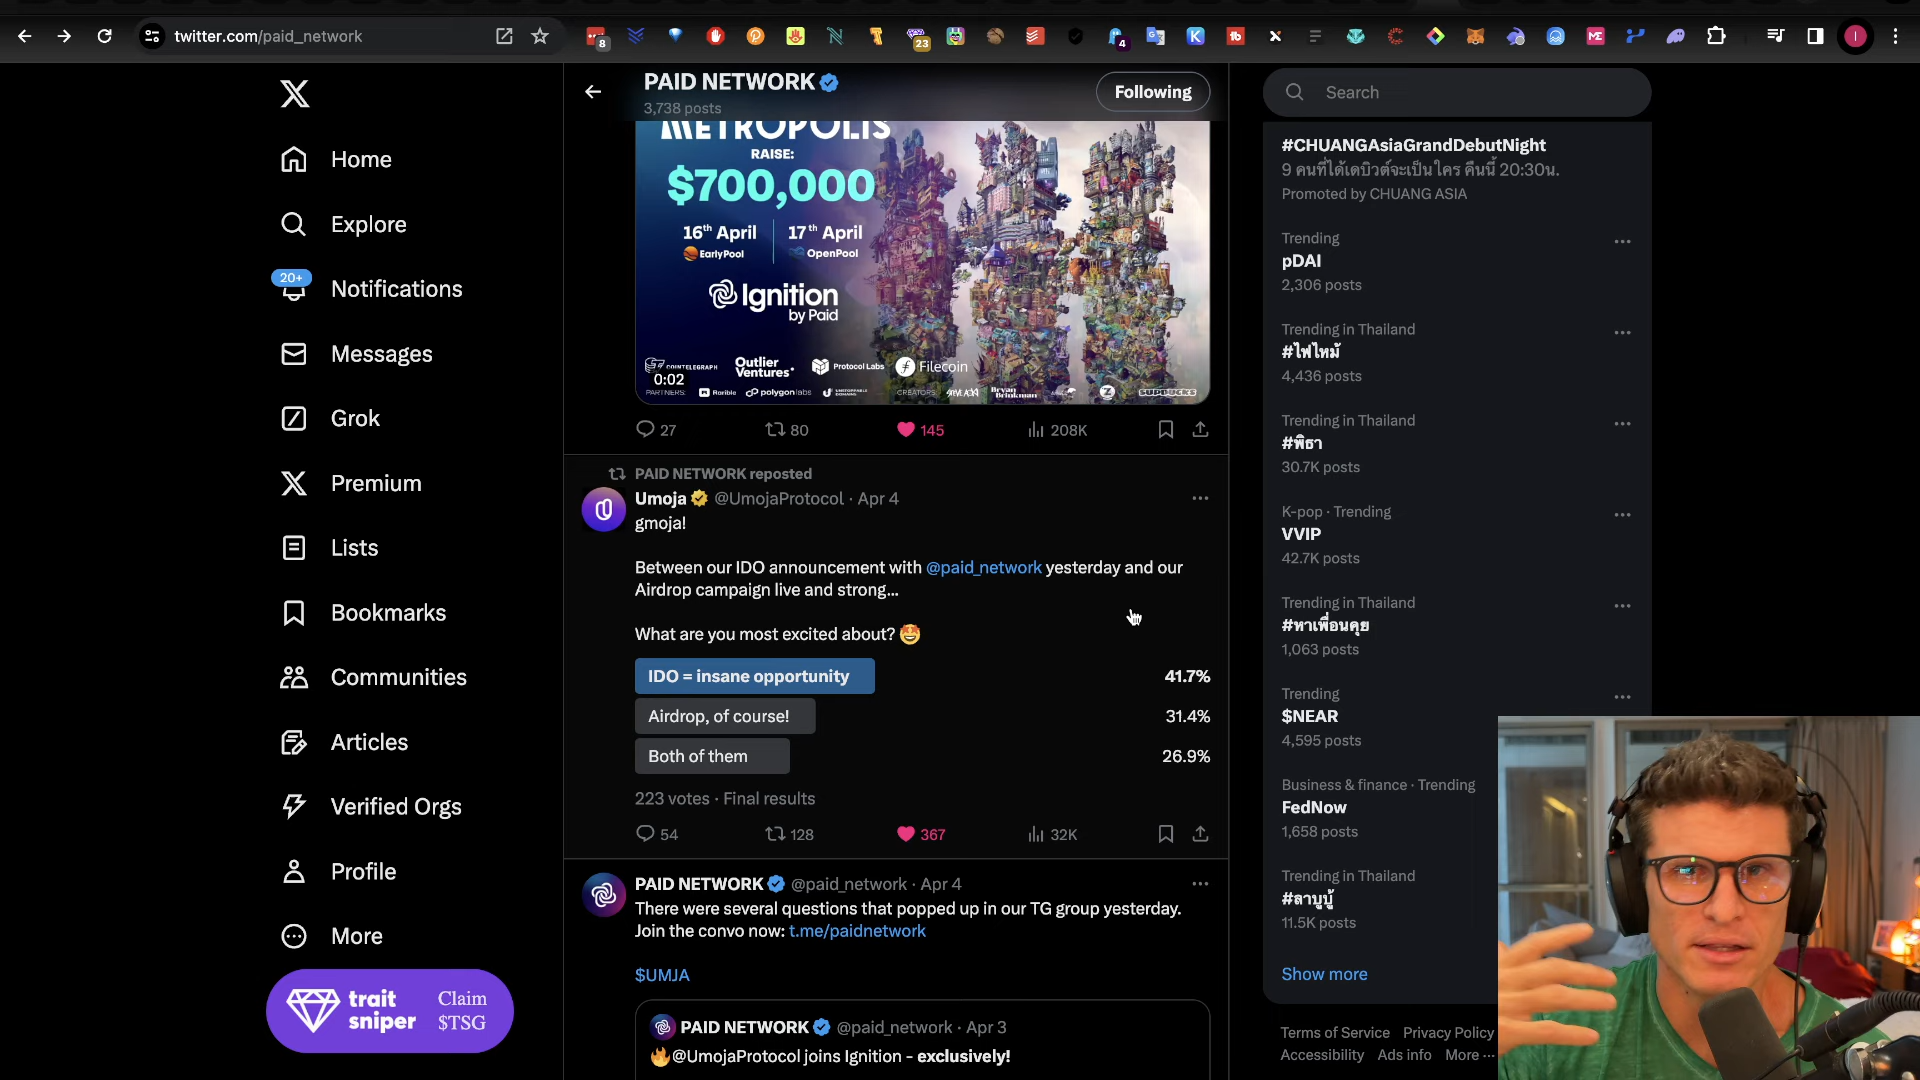 twitter.com/paid_network
8
23
4
I
Home
Explore
20+
Notifications
Messages
Grok
Premium
Lists
Bookmarks
Communities
Articles
Verified Orgs
Profile
More
trait sniper
Claim $TSG
PAID NETWORK
3,738 posts
Following
METROPOLIS
RAISE:
$700,000
16th April
17th April
EarlyPool
OpenPool
Ignition
by Paid
COINTELEGRAPH
Outlier Ventures
Protocol Labs
Filecoin
0:02
PARTNERS:
Rarible
polygon labs
CREATORS:
Bryan Brinkman
SUPDUCKS
27
80
145
208K
PAID NETWORK reposted
Umoja @UmojaProtocol · Apr 4
gmoja!
Between our IDO announcement with @paid_network yesterday and our
Airdrop campaign live and strong...
What are you most excited about? 🤩
IDO = insane opportunity
41.7%
Airdrop, of course!
31.4%
Both of them
26.9%
223 votes · Final results
54
128
367
32K
PAID NETWORK @paid_network · Apr 4
There were several questions that popped up in our TG group yesterday.
Join the convo now: t.me/paidnetwork
$UMJA
PAID NETWORK @paid_network · Apr 3
🔥@UmojaProtocol joins Ignition - exclusively!
Search
#CHUANGAsiaGrandDebutNight
9 คนที่ได้เดบิวต์จะเป็นใคร คืนนี้ 20:30น.
Promoted by CHUANG ASIA
Trending
pDAI
2,306 posts
Trending in Thailand
#ไฟไหม้
4,436 posts
Trending in Thailand
#พิธา
30.7K posts
K-pop · Trending
VVIP
42.7K posts
Trending in Thailand
#หาเพื่อนคุย
1,063 posts
Trending
$NEAR
4,595 posts
Business & finance · Trending
FedNow
1,658 posts
Trending in Thailand
#ลาบูบู้
11.5K posts
Show more
Terms of Service Privacy Policy
Accessibility Ads info More ...